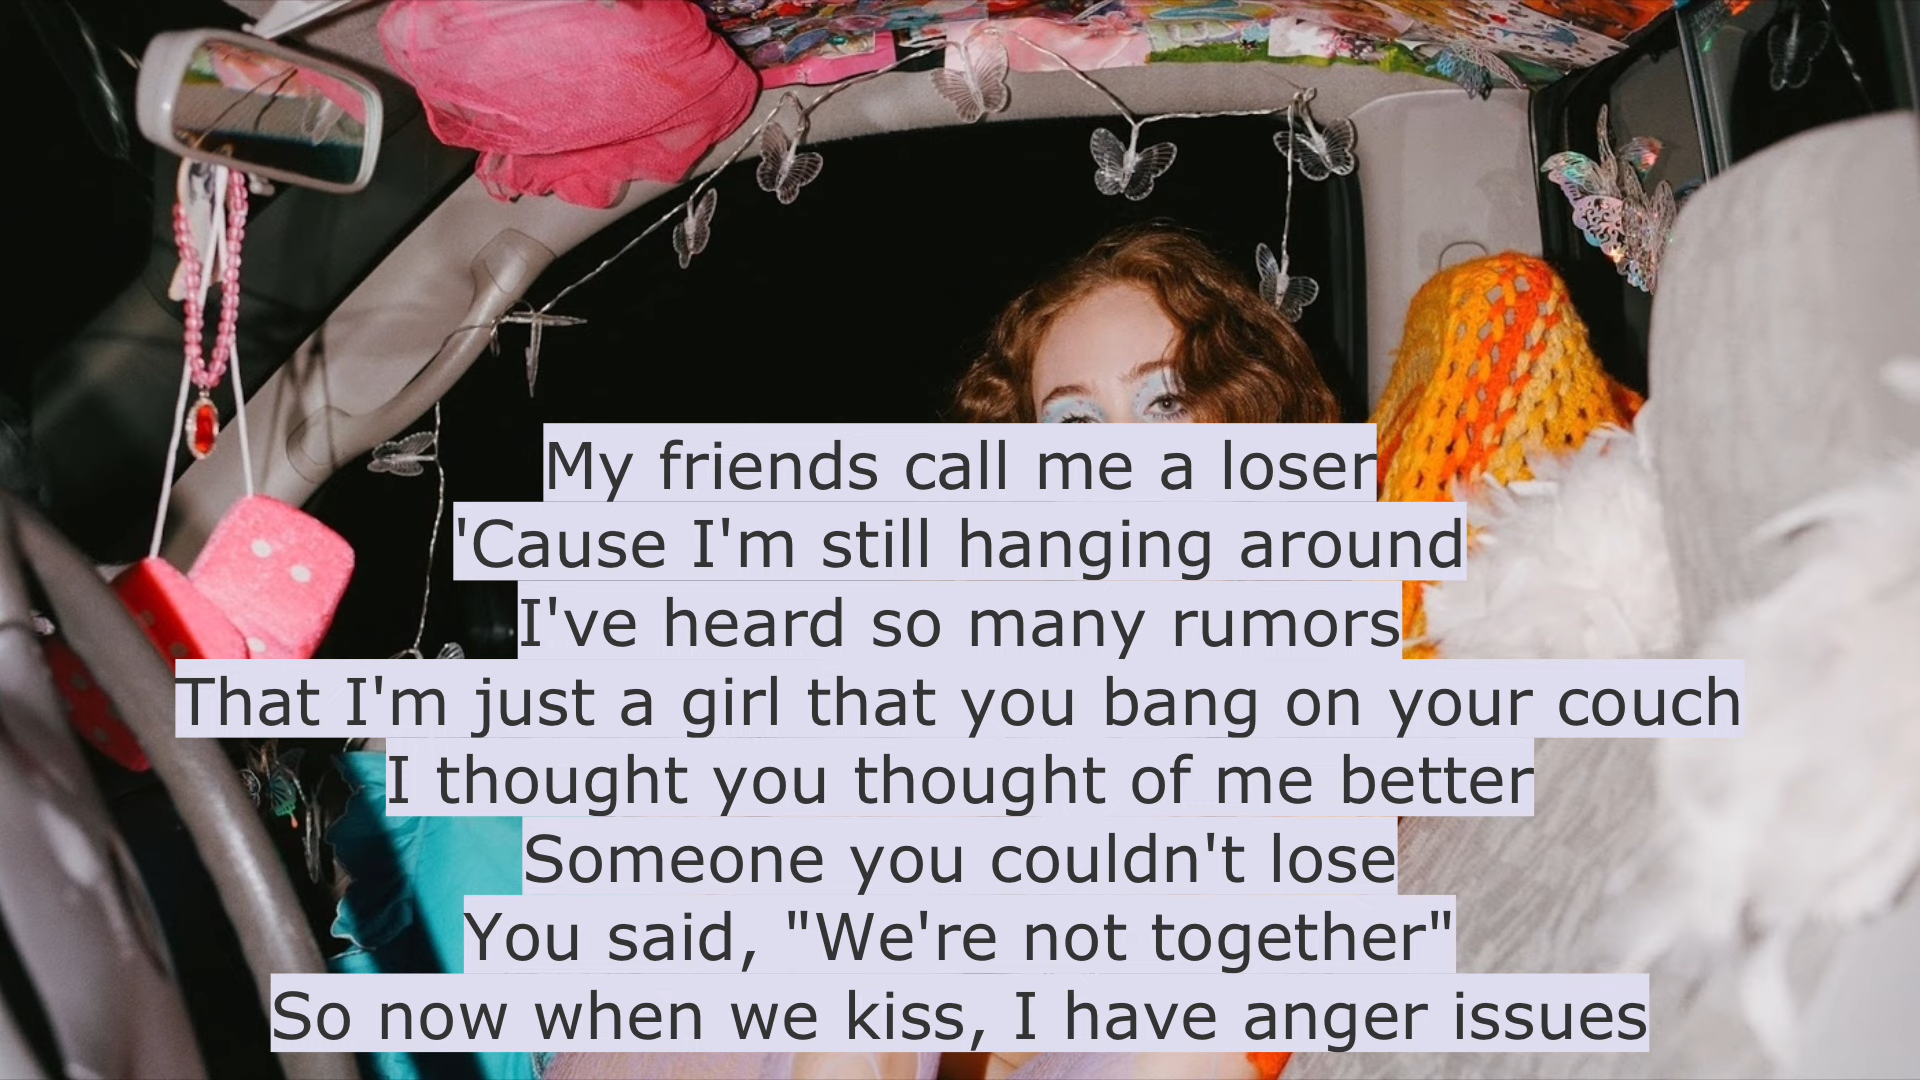 My friends call me a loser
'Cause I'm still hanging around
I've heard so many rumors
That I'm just a girl that you bang on your couch
I thought you thought of me better
Someone you couldn't lose
You said, "We're not together"
So now when we kiss, I have anger issues